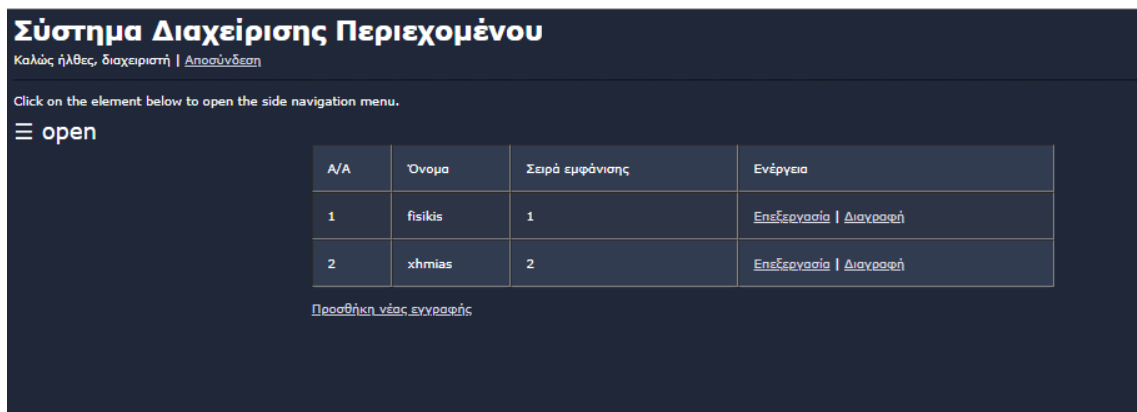 Σύστημα Διαχείρισης Περιεχομένου
Καλώς ήλθες, διαχειριστή | Αποσύνδεση
Click on the element below to open the side navigation menu.
☰ open
Α/Α Όνομα Σειρά εμφάνισης Ενέργεια
1 fisikis 1 Επεξεργασία | Διαγραφή
2 xhmias 2 Επεξεργασία | Διαγραφή
Προσθήκη νέας εγγραφής